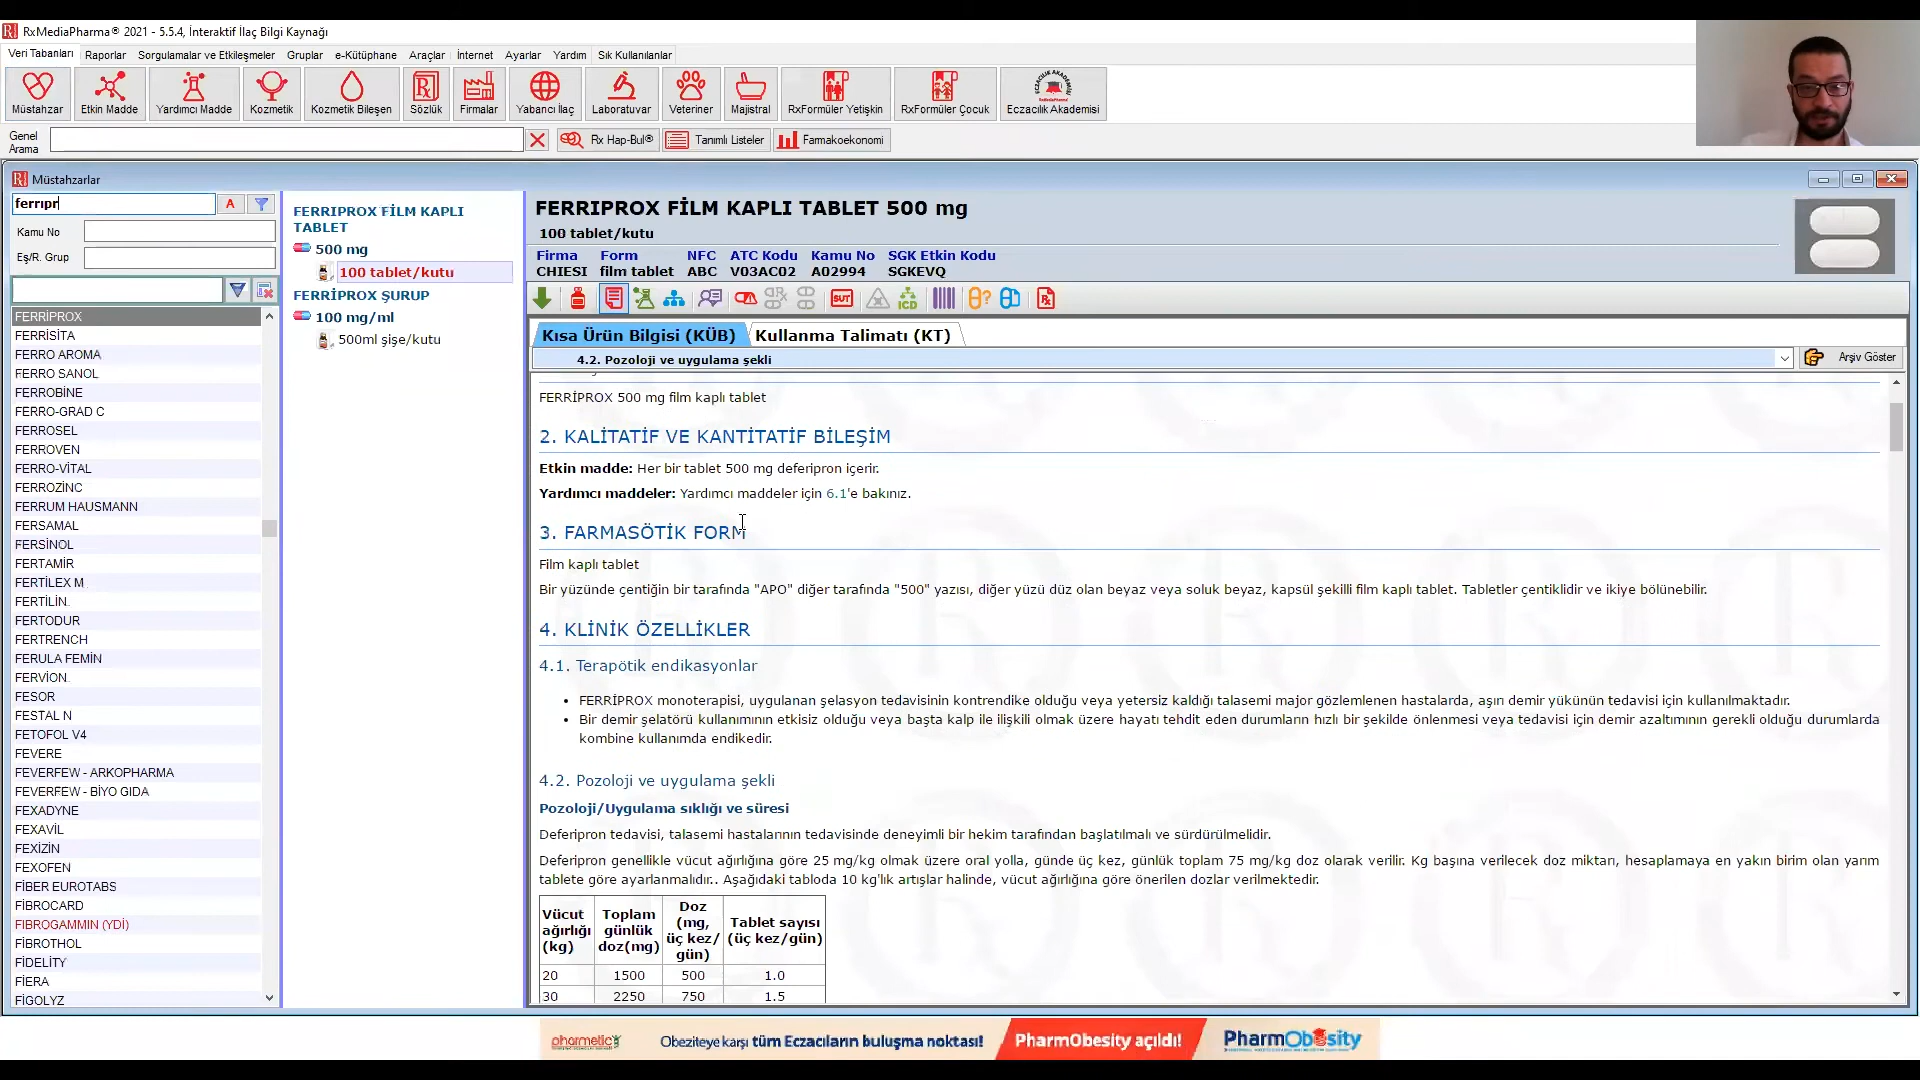 RxMediaPharma® 2021 - 5.5.4, İnteraktif İlaç Bilgi Kaynağı
Veri Tabanları Raporlar Sorgulamalar ve Etkileşmeler Gruplar e-Kütüphane Araçlar İnternet Ayarlar Yardım Sık Kullanılanlar
Müstahzar Etkin Madde Yardımcı Madde Kozmetik Kozmetik Bileşen Sözlük Firmalar Yabancı İlaç Laboratuvar Veteriner Majistral RxFormüler Yetişkin RxFormüler Çocuk Eczacılık Akademisi
Genel Arama
Rx Hap-Bul® Tanımlı Listeler Farmakoekonomi
Müstahzarlar
ferrıpr A
Kamu No
Eş/R. Grup
FERRİPROX
FERRİSİTA
FERRO AROMA
FERRO SANOL
FERROBİNE
FERRO-GRAD C
FERROSEL
FERROVEN
FERRO-VİTAL
FERROZİNC
FERRUM HAUSMANN
FERSAMAL
FERSİNOL
FERTAMİR
FERTİLEX M
FERTİLİN
FERTODUR
FERTRENCH
FERULA FEMİN
FERVİON
FESOR
FESTAL N
FETOFOL V4
FEVERE
FEVERFEW - ARKOPHARMA
FEVERFEW - BİYO GIDA
FEXADYNE
FEXAVİL
FEXİZİN
FEXOFEN
FİBER EUROTABS
FİBROCARD
FIBROGAMMIN (YDİ)
FİBROTHOL
FİDELİTY
FİERA
FİGOLYZ
FERRIPROX FİLM KAPLI TABLET
500 mg
100 tablet/kutu
FERRİPROX ŞURUP
100 mg/ml
500ml şişe/kutu
FERRIPROX FİLM KAPLI TABLET 500 mg
100 tablet/kutu
Firma Form NFC ATC Kodu Kamu No SGK Etkin Kodu
CHIESI film tablet ABC V03AC02 A02994 SGKEVQ
SUT ICD
Kısa Ürün Bilgisi (KÜB) Kullanma Talimatı (KT)
4.2. Pozoloji ve uygulama şekli Arşiv Göster
FERRİPROX 500 mg film kaplı tablet
2. KALİTATİF VE KANTİTATİF BİLEŞİM
Etkin madde: Her bir tablet 500 mg deferipron içerir.
Yardımcı maddeler: Yardımcı maddeler için 6.1'e bakınız.
3. FARMASÖTİK FORM
Film kaplı tablet
Bir yüzünde çentiğin bir tarafında "APO" diğer tarafında "500" yazısı, diğer yüzü düz olan beyaz veya soluk beyaz, kapsül şekilli film kaplı tablet. Tabletler çentiklidir ve ikiye bölünebilir.
4. KLİNİK ÖZELLİKLER
4.1. Terapötik endikasyonlar
• FERRİPROX monoterapisi, uygulanan şelasyon tedavisinin kontrendike olduğu veya yetersiz kaldığı talasemi major gözlemlenen hastalarda, aşırı demir yükünün tedavisi için kullanılmaktadır.
• Bir demir şelatörü kullanımının etkisiz olduğu veya başta kalp ile ilişkili olmak üzere hayatı tehdit eden durumların hızlı bir şekilde önlenmesi veya tedavisi için demir azaltımının gerekli olduğu durumlarda
kombine kullanımda endikedir.
4.2. Pozoloji ve uygulama şekli
Pozoloji/Uygulama sıklığı ve süresi
Deferipron tedavisi, talasemi hastalarının tedavisinde deneyimli bir hekim tarafından başlatılmalı ve sürdürülmelidir.
Deferipron genellikle vücut ağırlığına göre 25 mg/kg olmak üzere oral yolla, günde üç kez, günlük toplam 75 mg/kg doz olarak verilir. Kg başına verilecek doz miktarı, hesaplamaya en yakın birim olan yarım
tablete göre ayarlanmalıdır.. Aşağıdaki tabloda 10 kg'lık artışlar halinde, vücut ağırlığına göre önerilen dozlar verilmektedir.
Vücut ağırlığı (kg) Toplam günlük doz(mg) Doz (mg, üç kez/ gün) Tablet sayısı (üç kez/gün)
20 1500 500 1.0
30 2250 750 1.5
pharmetic Obeziteye karşı tüm Eczacıların buluşma noktası! PharmObesity açıldı! PharmObesity